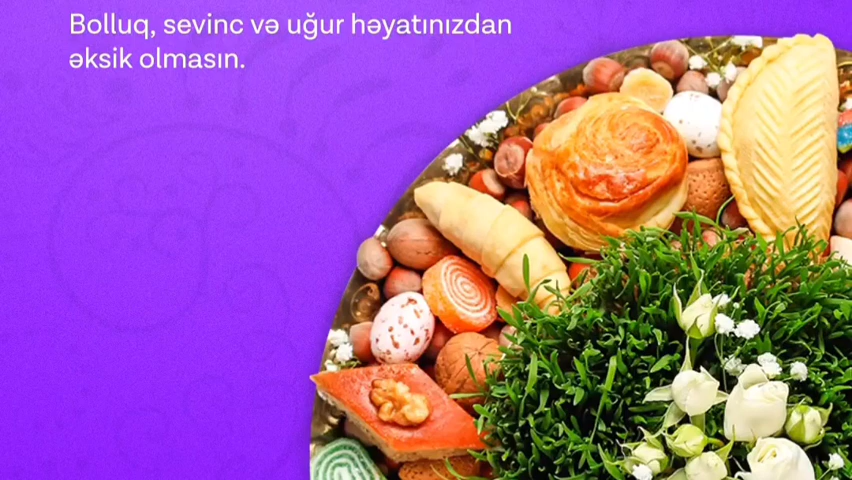 Bolluq, sevinc və uğur həyatınızdan
əksik olmasın.